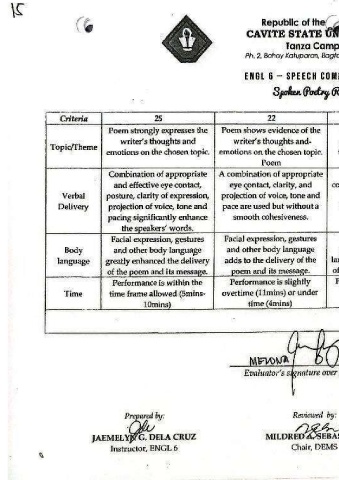 15
Republic of the
CAVITE STATE UN
Tanza Camp
Ph. 2, Bahay Katuparan, Bagt
ENGL 6 – SPEECH COM
Spoken Poetry R
Criteria 25 22
Topic/Theme
Poem strongly expresses the
writer's thoughts and
emotions on the chosen topic.
Poem shows evidence of the
writer's thoughts and-
emotions on the chosen topic.
Poem
Verbal
Delivery
Combination of appropriate
and effective eye contact,
posture, clarity of expression,
projection of voice, tone and
pacing significantly enhance
the speakers' words.
A combination of appropriate
eye contact, clarity, and
projection of voice, tone and
pace are used but without a
smooth cohesiveness.
co
Body
language
Facial expression, gestures
and other body language
greatly enhanced the delivery
of the poem and its message.
Facial expression, gestures
and other body language
adds to the delivery of the
poem and its message.
lan
of
Time
Performance is within the
time frame allowed (5mins-
10mins)
Performance is slightly
overtime (11mins) or under
time (4mins)
P
Evaluator's signature over
Prepared by:
JAEMELYN G. DELA CRUZ
Instructor, ENGL 6
Reviewed by:
MILDRED A. SEBAS
Chair, DEMS